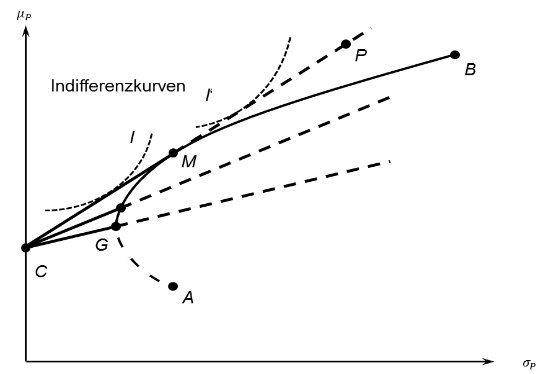 μP
P
B
Indifferenzkurven
I'
I
M
G
C
A
σP